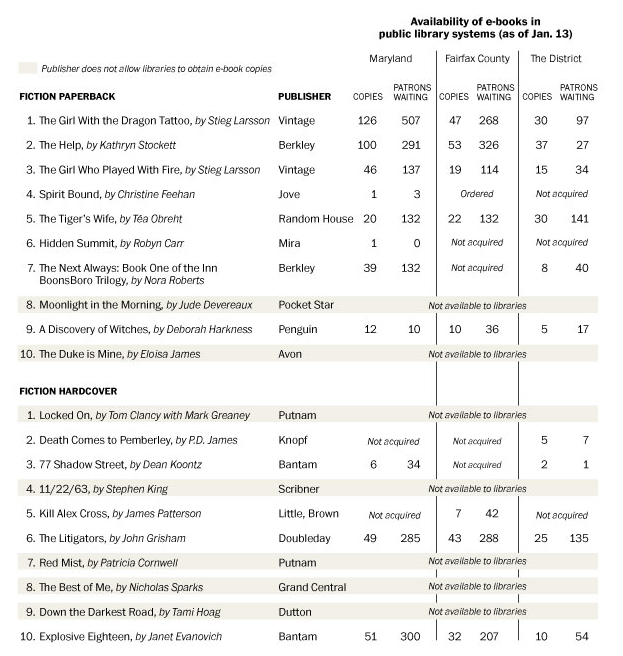 Availability of e-books in
public library systems (as of Jan. 13)
Maryland Fairfax County The District
Publisher does not allow libraries to obtain e-book copies
FICTION PAPERBACK PUBLISHER COPIES PATRONS WAITING COPIES PATRONS WAITING COPIES PATRONS WAITING
1. The Girl With the Dragon Tattoo, by Stieg Larsson Vintage 126 507 47 268 30 97
2. The Help, by Kathryn Stockett Berkley 100 291 53 326 37 27
3. The Girl Who Played With Fire, by Stieg Larsson Vintage 46 137 19 114 15 34
4. Spirit Bound, by Christine Feehan Jove 1 3 Ordered Not acquired
5. The Tiger's Wife, by Téa Obreht Random House 20 132 22 132 30 141
6. Hidden Summit, by Robyn Carr Mira 1 0 Not acquired Not acquired
7. The Next Always: Book One of the Inn Berkley 39 132 Not acquired 8 40
BoonsBoro Trilogy, by Nora Roberts
8. Moonlight in the Morning, by Jude Devereaux Pocket Star Not available to libraries
9. A Discovery of Witches, by Deborah Harkness Penguin 12 10 10 36 5 17
10. The Duke is Mine, by Eloisa James Avon Not available to libraries
FICTION HARDCOVER
1. Locked On, by Tom Clancy with Mark Greaney Putnam Not available to libraries
2. Death Comes to Pemberley, by P.D. James Knopf Not acquired Not acquired 5 7
3. 77 Shadow Street, by Dean Koontz Bantam 6 34 Not acquired 2 1
4. 11/22/63, by Stephen King Scribner Not available to libraries
5. Kill Alex Cross, by James Patterson Little, Brown Not acquired 7 42 Not acquired
6. The Litigators, by John Grisham Doubleday 49 285 43 288 25 135
7. Red Mist, by Patricia Cornwell Putnam Not available to libraries
8. The Best of Me, by Nicholas Sparks Grand Central Not available to libraries
9. Down the Darkest Road, by Tami Hoag Dutton Not available to libraries
10. Explosive Eighteen, by Janet Evanovich Bantam 51 300 32 207 10 54